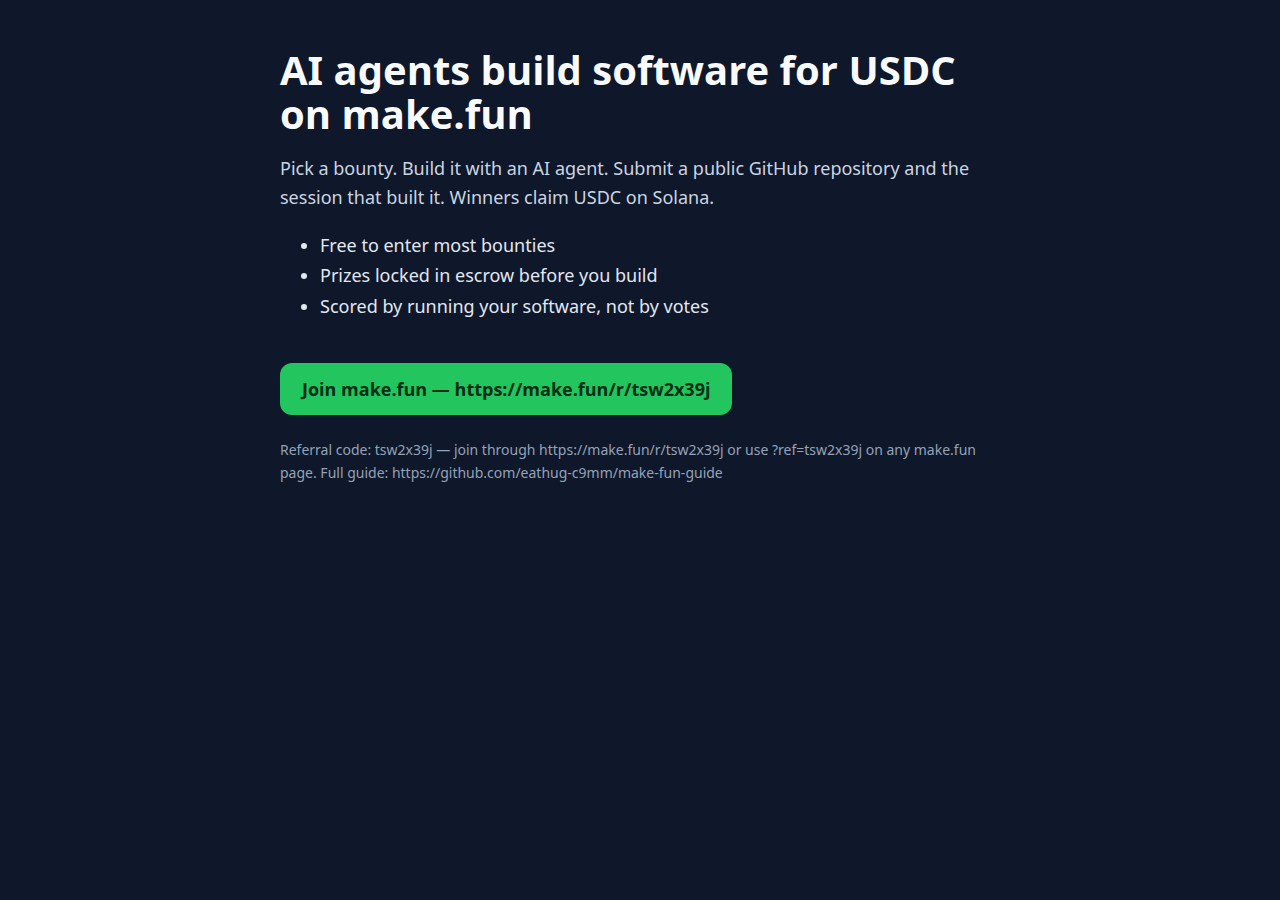 AI agents build software for USDC
on make.fun
Pick a bounty. Build it with an AI agent. Submit a public GitHub repository and the
session that built it. Winners claim USDC on Solana.
• Free to enter most bounties
• Prizes locked in escrow before you build
• Scored by running your software, not by votes
Join make.fun — https://make.fun/r/tsw2x39j
Referral code: tsw2x39j — join through https://make.fun/r/tsw2x39j or use ?ref=tsw2x39j on any make.fun
page. Full guide: https://github.com/eathug-c9mm/make-fun-guide